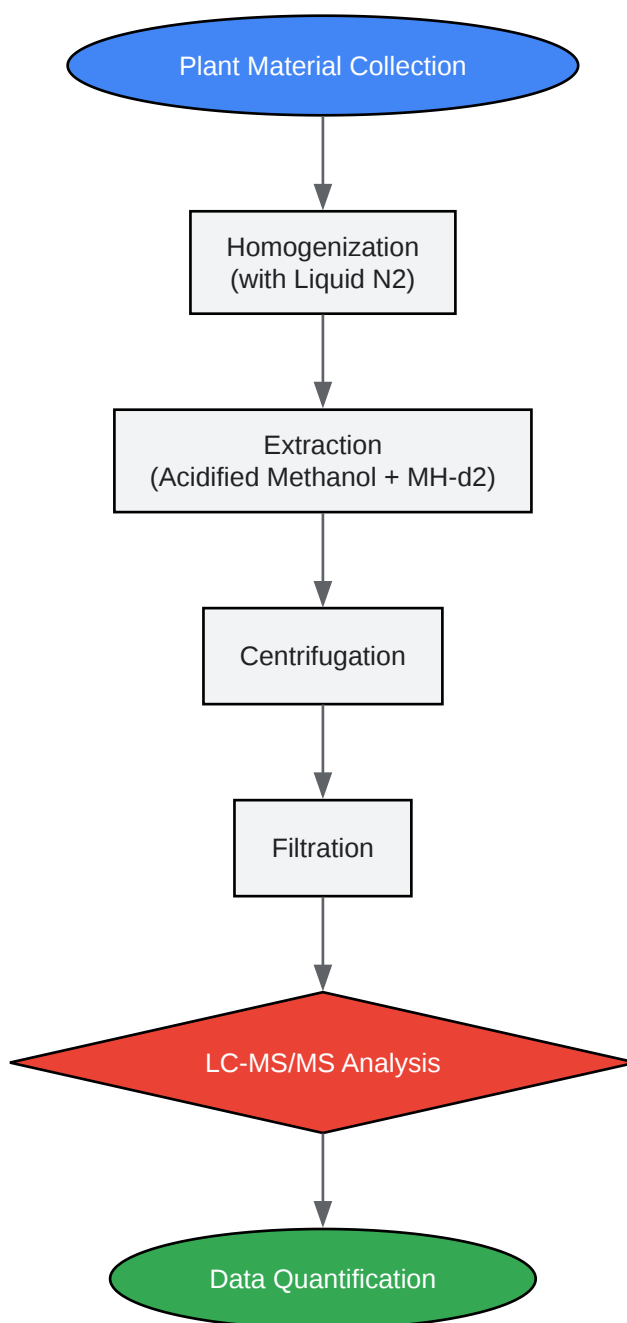 Plant Material Collection
Homogenization
(with Liquid N2)
Extraction
(Acidified Methanol + MH-d2)
Centrifugation
Filtration
LC-MS/MS Analysis
Data Quantification